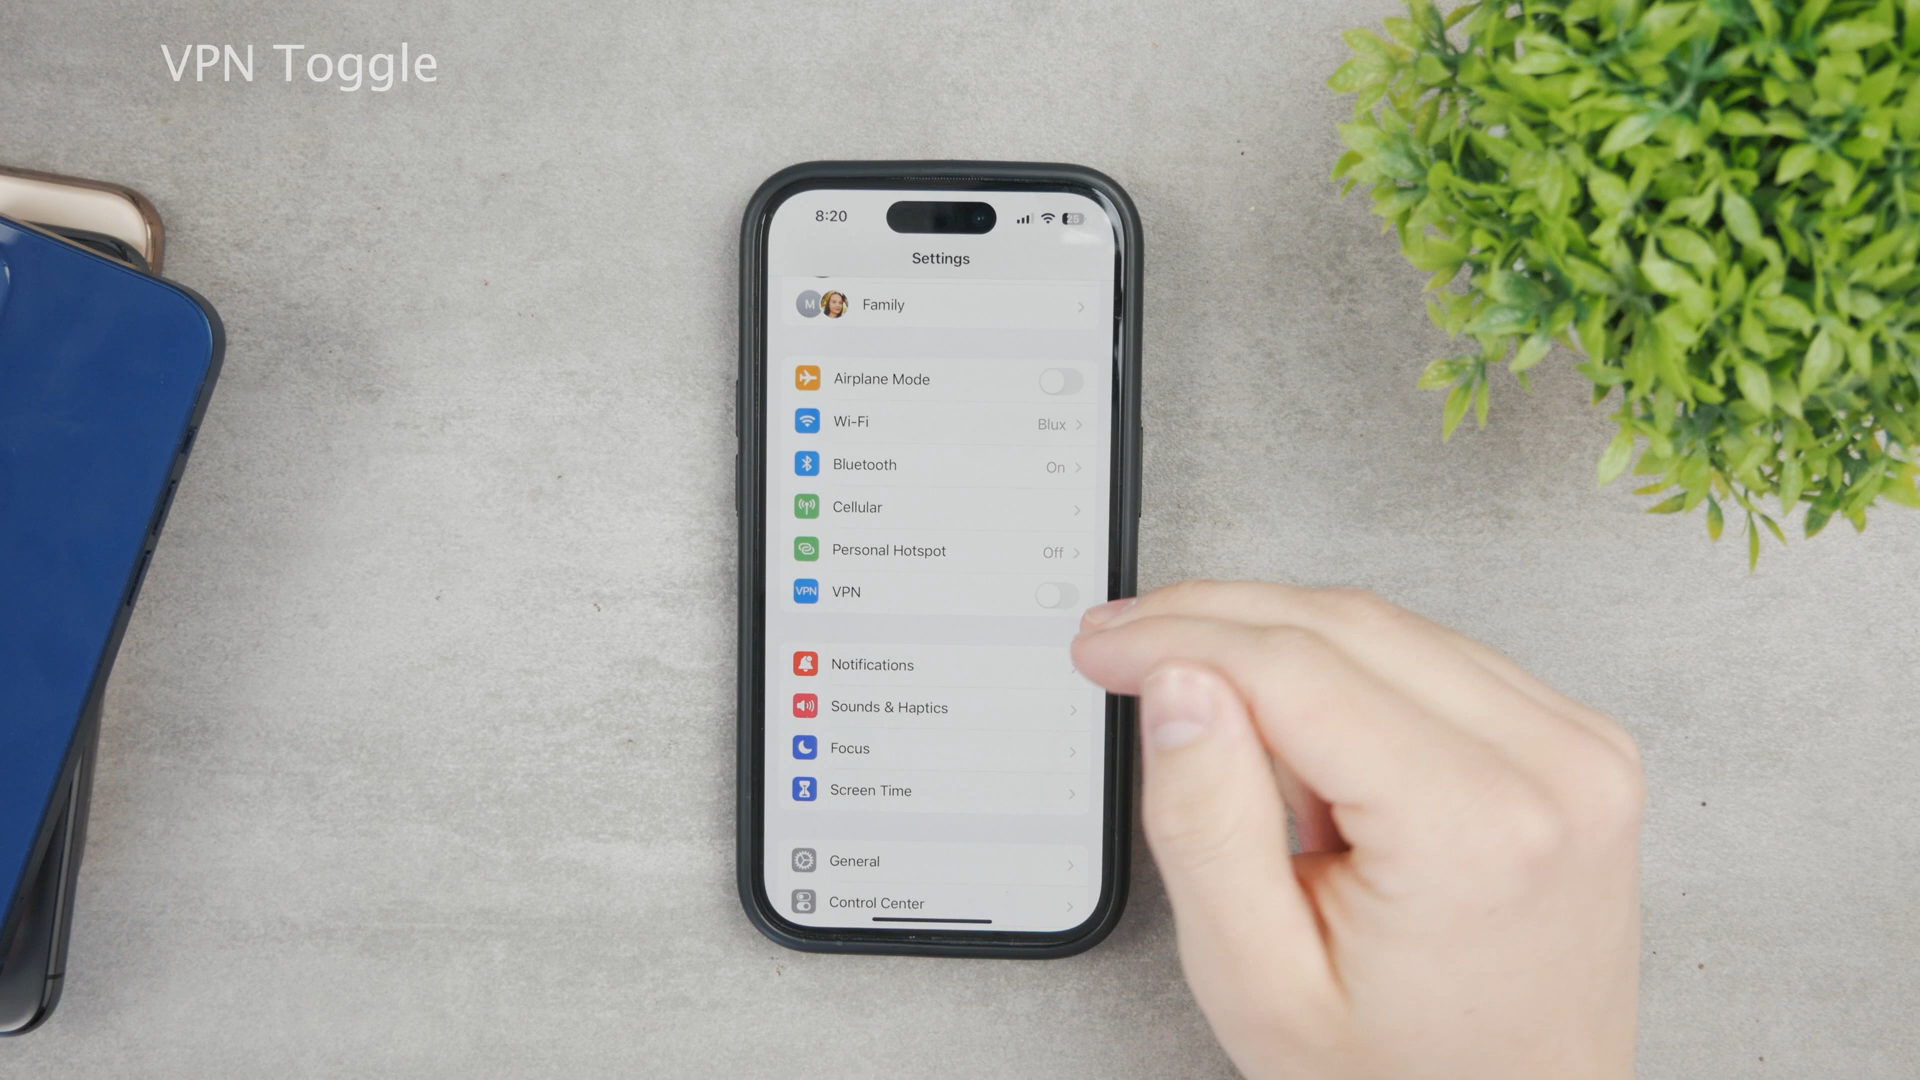 VPN Toggle
8:20
25
Settings
M Family
Airplane Mode
Wi-Fi Blux
Bluetooth On
Cellular
Personal Hotspot Off
VPN VPN
Notifications
Sounds & Haptics
Focus
Screen Time
General
Control Center